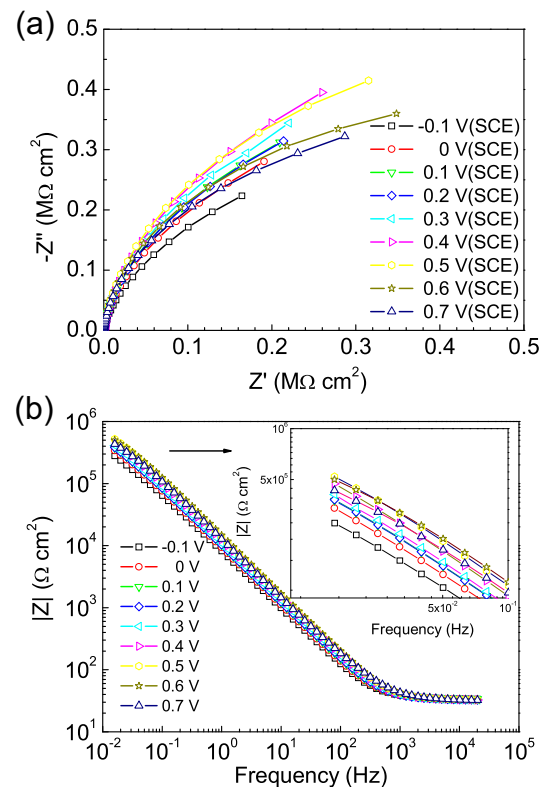 (a)
0.5
0.4
0.3
0.2
0.1
0.0
-Z" (MΩ cm²)
-0.1 V(SCE)
0 V(SCE)
0.1 V(SCE)
0.2 V(SCE)
0.3 V(SCE)
0.4 V(SCE)
0.5 V(SCE)
0.6 V(SCE)
0.7 V(SCE)
0.0 0.1 0.2 0.3 0.4 0.5
Z' (MΩ cm²)
(b)
10⁶
10⁵
10⁴
10³
10²
10¹
|Z| (Ω cm²)
-0.1 V
0 V
0.1 V
0.2 V
0.3 V
0.4 V
0.5 V
0.6 V
0.7 V
10⁶
5x10⁵
|Z| (Ω cm²)
5x10⁻² 10⁻¹
Frequency (Hz)
10⁻² 10⁻¹ 10⁰ 10¹ 10² 10³ 10⁴ 10⁵
Frequency (Hz)